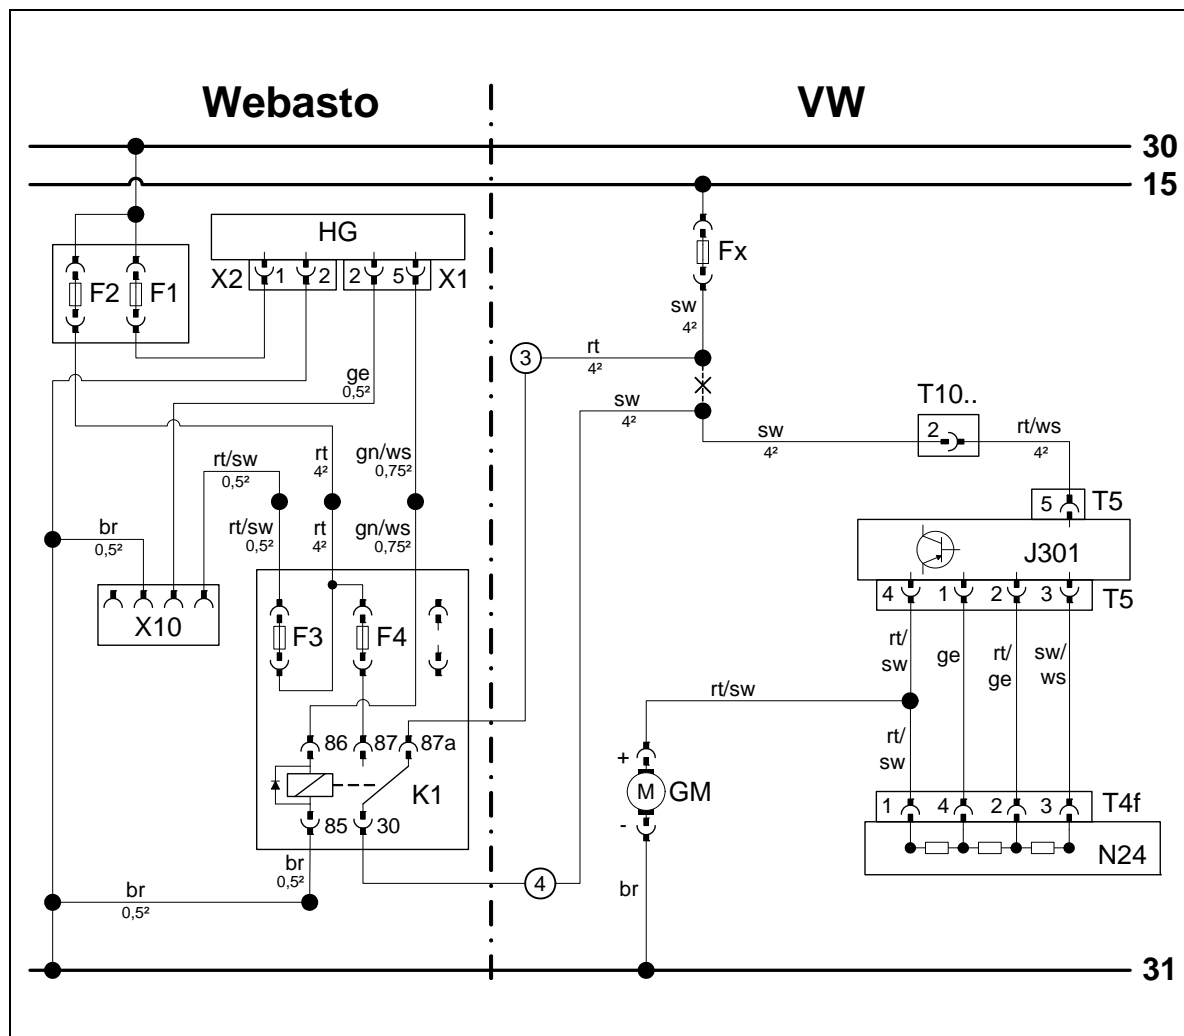 Webasto
VW
30
15
HG
Fx
X2
1
2
2
5
X1
F2
F1
sw
4²
3
rt
4²
ge
0,5²
T10..
sw
4²
2
rt/ws
4²
sw
4²
rt/sw
0,5²
rt
4²
gn/ws
0,75²
5
T5
br
0,5²
rt/sw
0,5²
rt
4²
gn/ws
0,75²
J301
4
1
2
3
T5
X10
F3
F4
rt/
sw
ge
rt/
ge
sw/
ws
rt/sw
86
87
87a
rt/
sw
+
M
GM
-
K1
1
4
2
3
T4f
85
30
N24
br
0,5²
br
0,5²
4
br
31